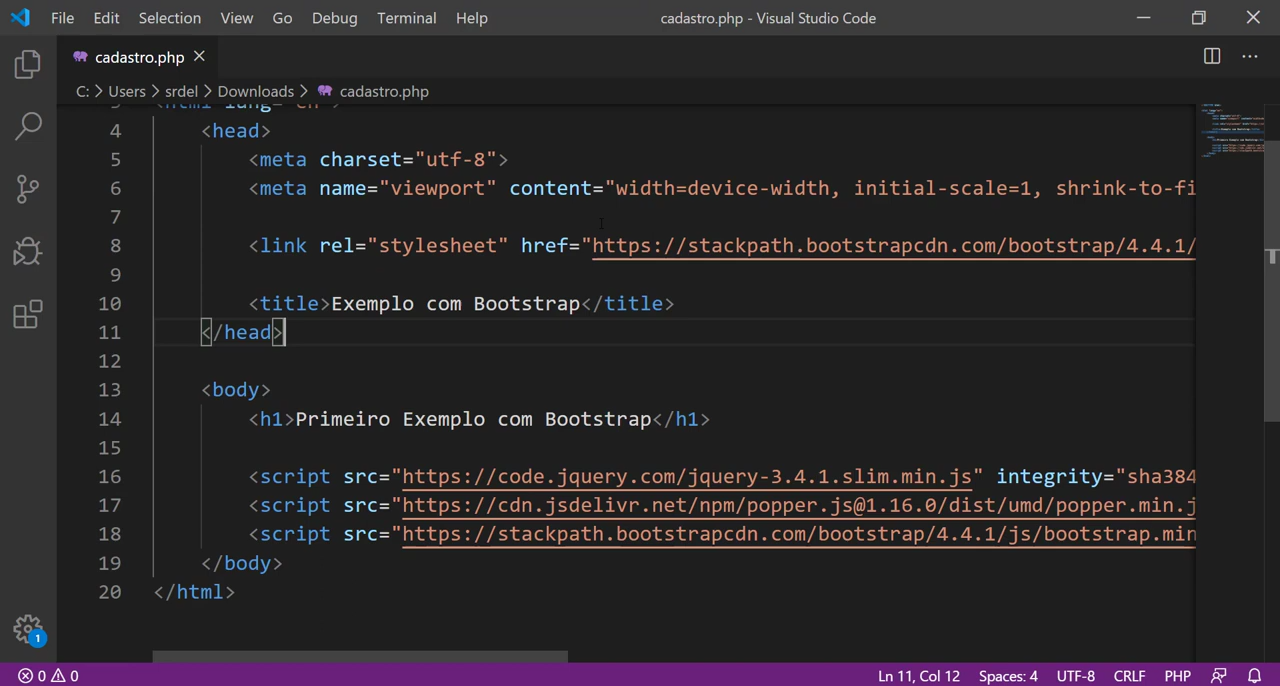 File Edit Selection View Go Debug Terminal Help cadastro.php - Visual Studio Code
cadastro.php
C: > Users > srdel > Downloads > cadastro.php
4 <head>
5 <meta charset="utf-8">
6 <meta name="viewport" content="width=device-width, initial-scale=1, shrink-to-fi
7
8 <link rel="stylesheet" href="https://stackpath.bootstrapcdn.com/bootstrap/4.4.1/
9
10 <title>Exemplo com Bootstrap</title>
11 </head>
12
13 <body>
14 <h1>Primeiro Exemplo com Bootstrap</h1>
15
16 <script src="https://code.jquery.com/jquery-3.4.1.slim.min.js" integrity="sha384
17 <script src="https://cdn.jsdelivr.net/npm/popper.js@1.16.0/dist/umd/popper.min.j
18 <script src="https://stackpath.bootstrapcdn.com/bootstrap/4.4.1/js/bootstrap.min
19 </body>
20 </html>
1
0 0 Ln 11, Col 12 Spaces: 4 UTF-8 CRLF PHP